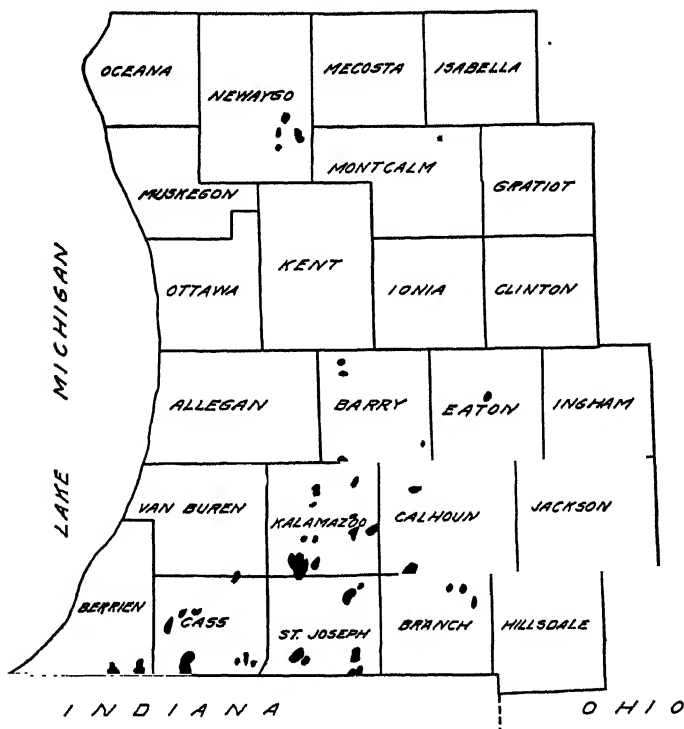 OCEANA
NEWAYGO
MECOSTA
ISABELLA
MUSKEGON
MONTCALM
GRATIOT
OTTAWA
KENT
IONIA
CLINTON
LAKE MICHIGAN
ALLEGAN
BARRY
EATON
INGHAM
VAN BUREN
KALAMAZOO
CALHOUN
JACKSON
BERRIEN
CASS
ST. JOSEPH
BRANCH
HILLSDALE
INDIANA
OHIO